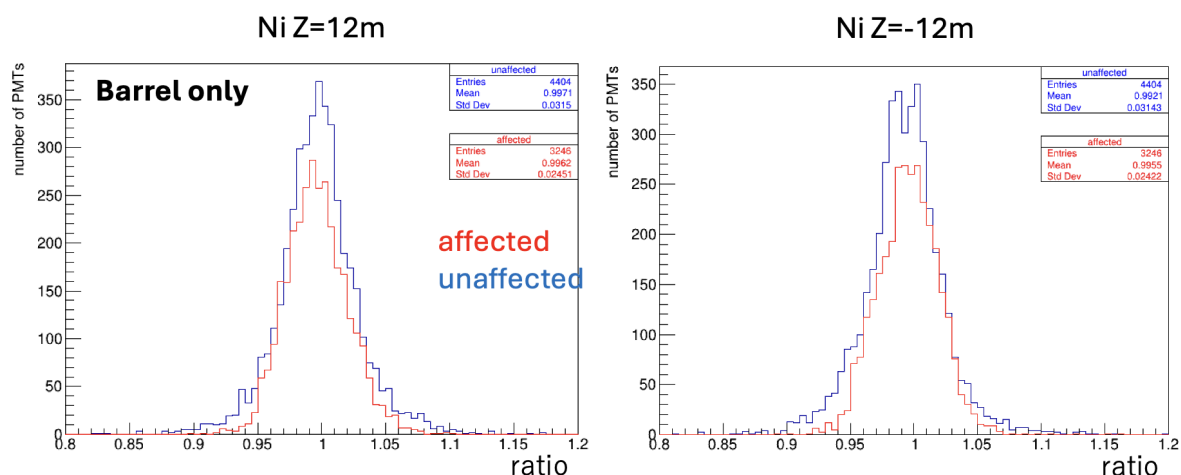 Ni Z=12m
Ni Z=-12m
Barrel only
number of PMTs
350
300
250
200
150
100
50
0
0.8
0.85
0.9
0.95
1
1.05
1.1
1.15
1.2
ratio
unaffected
Entries 4404
Mean 0.9971
Std Dev 0.0315
affected
Entries 3246
Mean 0.9962
Std Dev 0.02451
affected
unaffected
number of PMTs
350
300
250
200
150
100
50
0
0.8
0.85
0.9
0.95
1
1.05
1.1
1.15
1.2
ratio
unaffected
Entries 4404
Mean 0.9921
Std Dev 0.03143
affected
Entries 3246
Mean 0.9955
Std Dev 0.02422